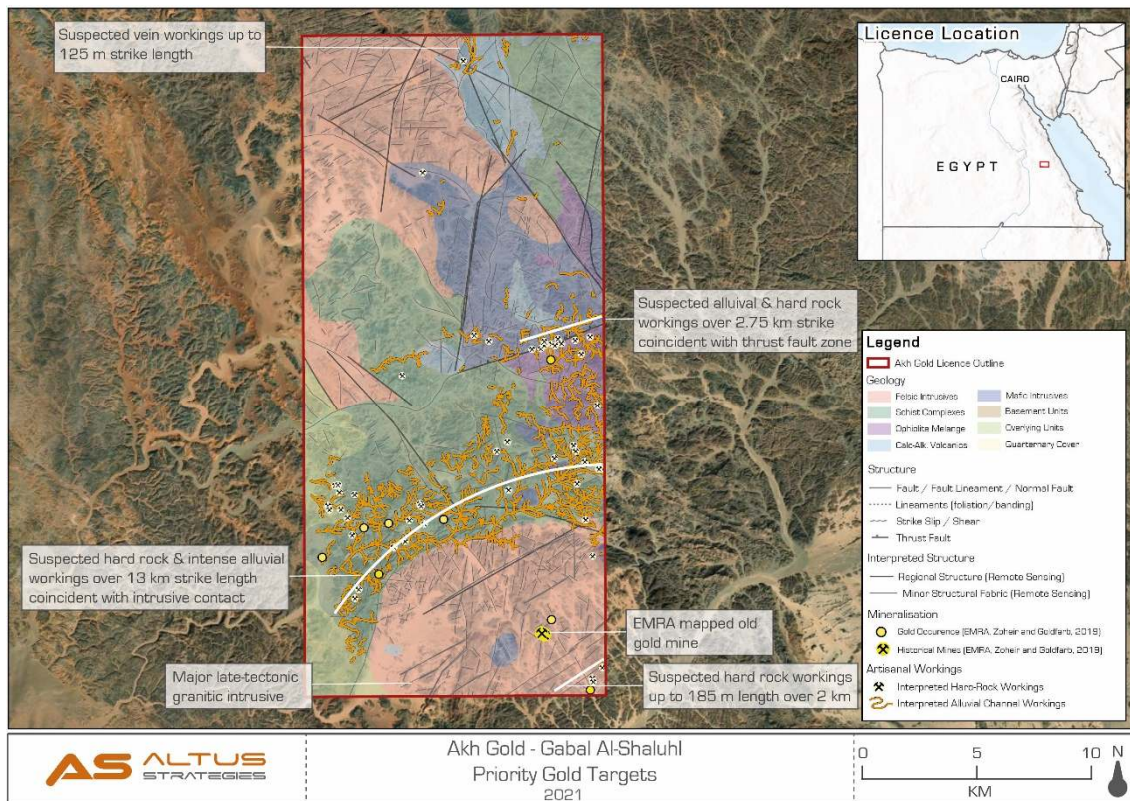 Suspected vein workings up to
125 m strike length
Licence Location
CAIRO
EGYPT
Suspected alluival & hard rock
workings over 2.75 km strike
coincident with thrust fault zone
Legend
Akh Gold Licence Outline
Geology
Felsic Intrusives
Mafic Intrusives
Schist Complexes
Basement Units
Ophiolite Melange
Overlying Units
Calc-Alk. Volcanics
Quarternary Cover
Structure
Fault / Fault Lineament / Normal Fault
Lineaments (foliation/banding)
Strike Slip / Shear
Thrust Fault
Interpreted Structure
Regional Structure (Remote Sensing)
Minor Structural Fabric (Remote Sensing)
Mineralisation
Gold Occurence (EMRA, Zoheir and Goldfarb, 2019)
Historical Mines (EMRA, Zoheir and Goldfarb, 2019)
Artisanal Workings
Interpreted Hard-Rock Workings
Interpreted Alluvial Channel Workings
Suspected hard rock & intense alluvial
workings over 13 km strike length
coincident with intrusive contact
EMRA mapped old
gold mine
Major late-tectonic
granitic intrusive
Suspected hard rock workings
up to 185 m length over 2 km
AS ALTUS
STRATEGIES
Akh Gold - Gabal Al-Shaluhl
Priority Gold Targets
2021
0 5 10 N
KM